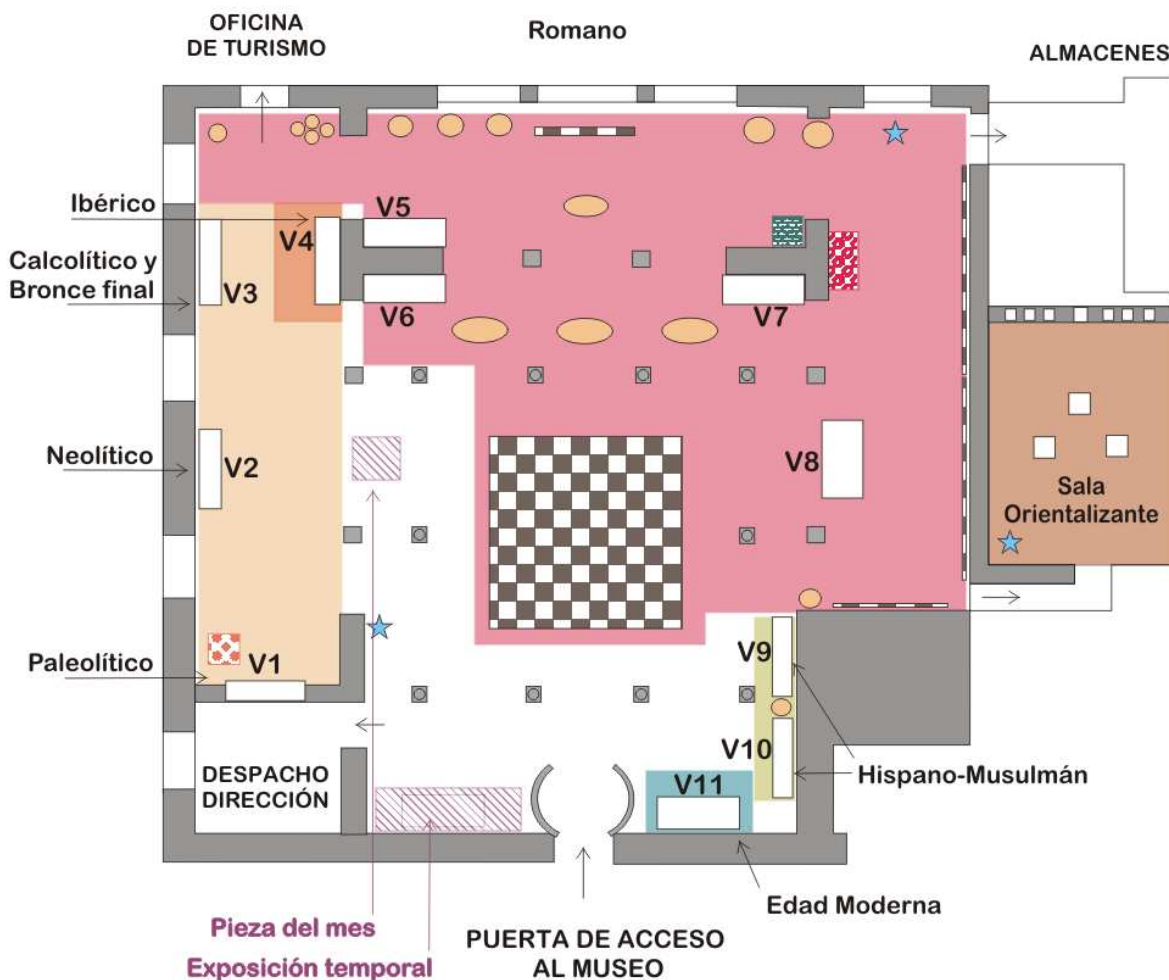 OFICINA
DE TURISMO
Romano
ALMACENES
Ibérico
V5
V4
Calcolítico y
Bronce final
V3
V6
V7
Neolítico
V2
V8
Sala
Orientalizante
Paleolítico
V1
V9
V10
DESPACHO
DIRECCIÓN
V11
Hispano-Musulmán
Edad Moderna
Pieza del mes
Exposición temporal
PUERTA DE ACCESO
AL MUSEO